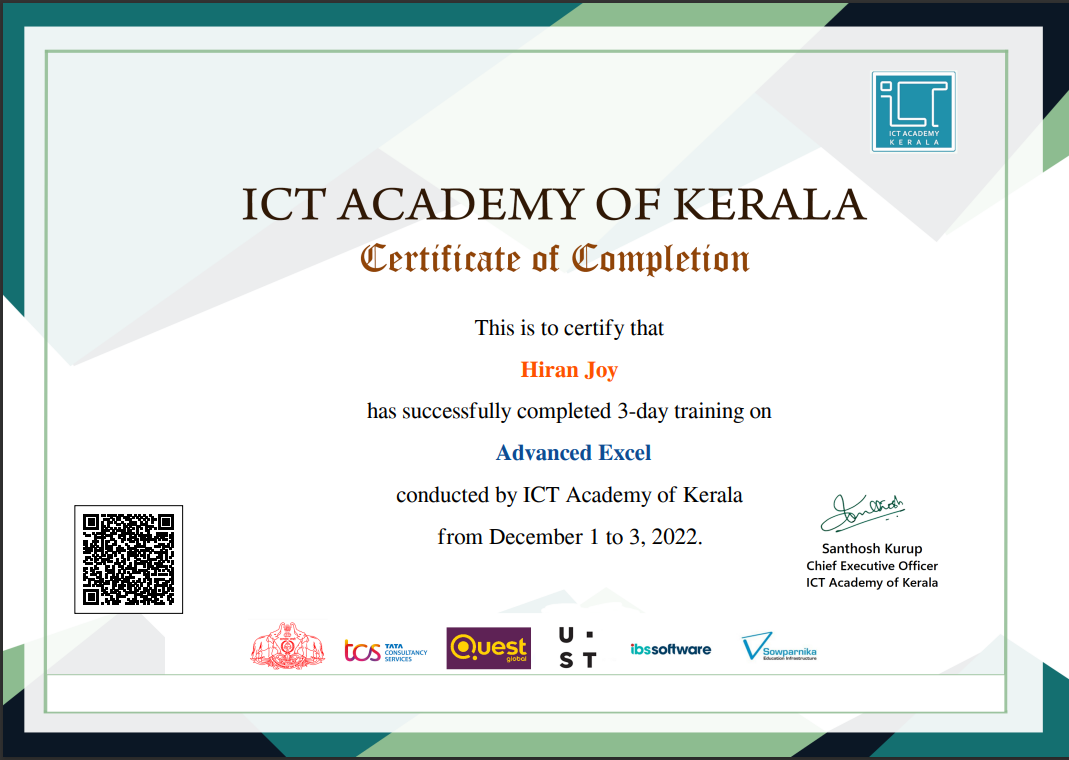 ICT ACADEMY
KERALA
ICT ACADEMY OF KERALA
Certificate of Completion
This is to certify that
Hiran Joy
has successfully completed 3-day training on
Advanced Excel
conducted by ICT Academy of Kerala
from December 1 to 3, 2022.
Santhosh
Santhosh Kurup
Chief Executive Officer
ICT Academy of Kerala
tcs TATA
CONSULTANCY
SERVICES
Quest
global
U·
ST
ibssoftware
Sowparnika
Education Infrastructure